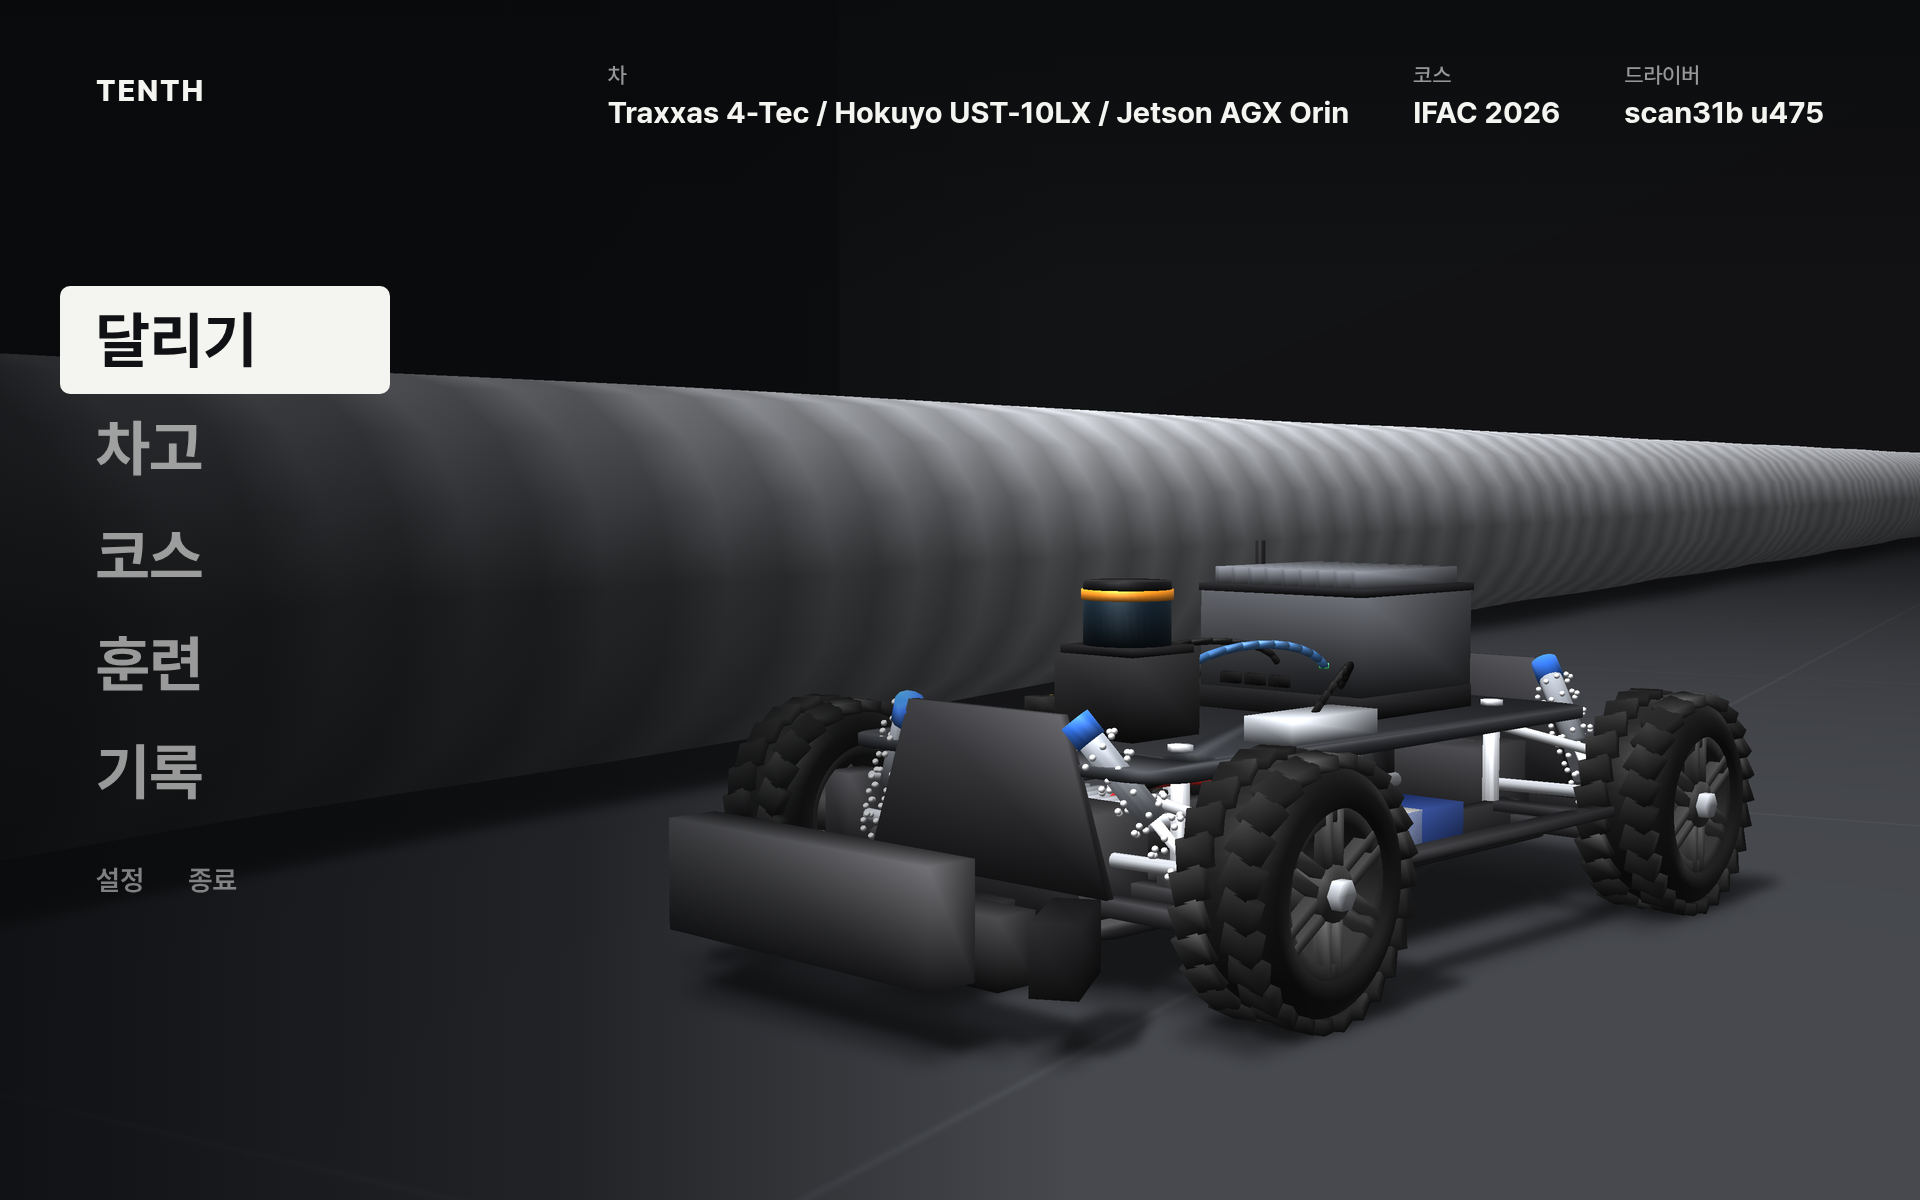 TENTH
차
Traxxas 4-Tec / Hokuyo UST-10LX / Jetson AGX Orin
코스
IFAC 2026
드라이버
scan31b u475
달리기
차고
코스
훈련
기록
설정 종료